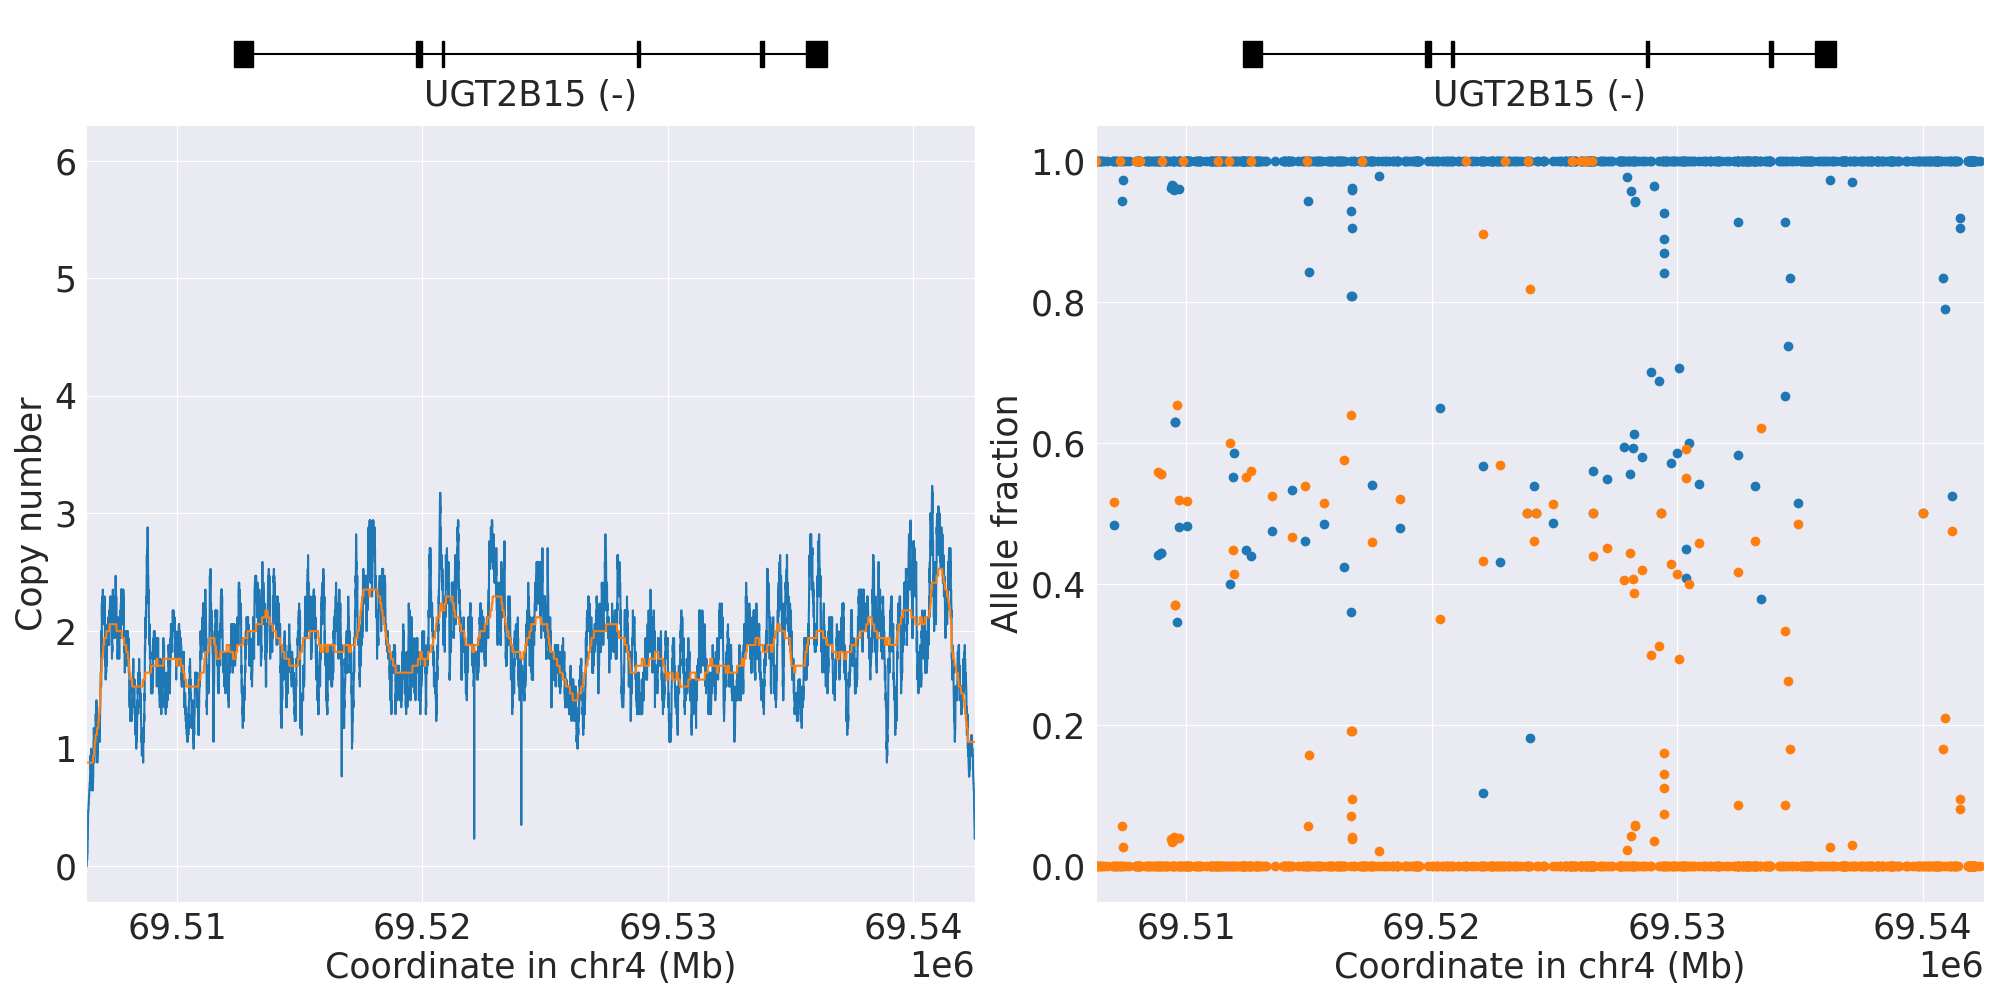 UGT2B15 (-)
6
5
4
3
2
1
0
Copy number
69.51 69.52 69.53 69.54
Coordinate in chr4 (Mb)
1e6
UGT2B15 (-)
1.0
0.8
0.6
0.4
0.2
0.0
Allele fraction
69.51 69.52 69.53 69.54
Coordinate in chr4 (Mb)
1e6